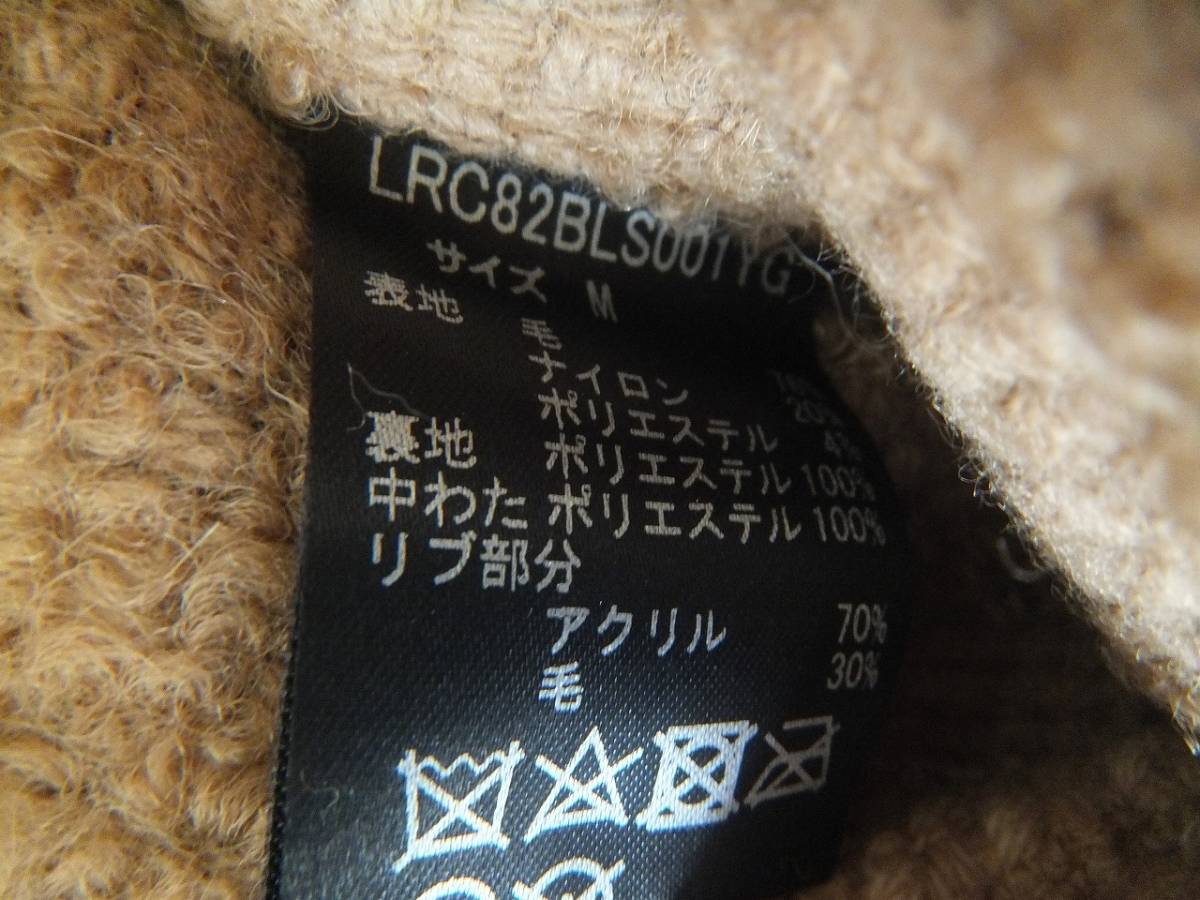 LRC82BLS001YG
サイズ M
表地 毛
ナイロン 20%
ポリエステル 4%
裏地 ポリエステル 100%
中わた ポリエステル 100%
リブ部分
アクリル 70%
毛 30%